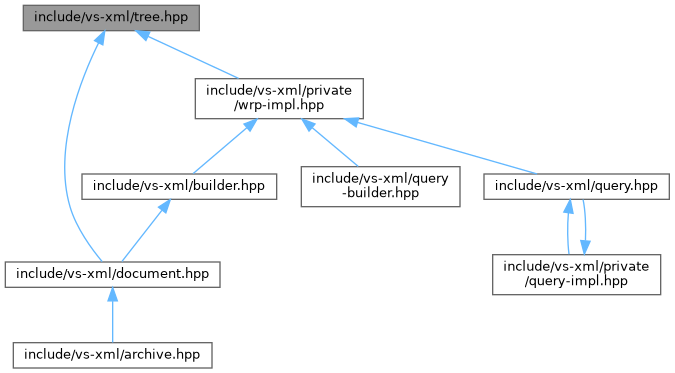 include/vs-xml/tree.hpp
include/vs-xml/private
/wrp-impl.hpp
include/vs-xml/builder.hpp
include/vs-xml/query
-builder.hpp
include/vs-xml/query.hpp
include/vs-xml/document.hpp
include/vs-xml/private
/query-impl.hpp
include/vs-xml/archive.hpp